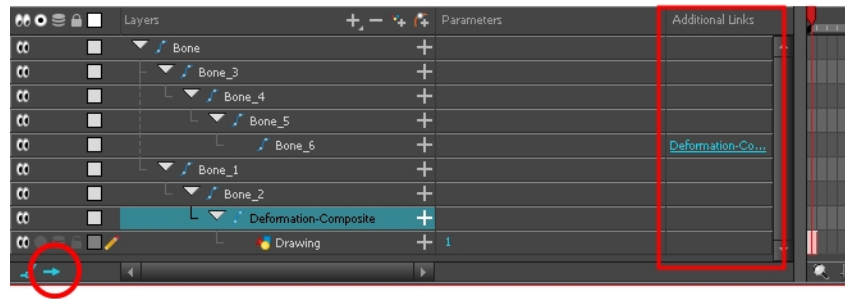 Layers Parameters Additional Links
Bone
Bone_3
Bone_4
Bone_5
Bone_6 Deformation-Co...
Bone_1
Bone_2
Deformation-Composite
Drawing 1